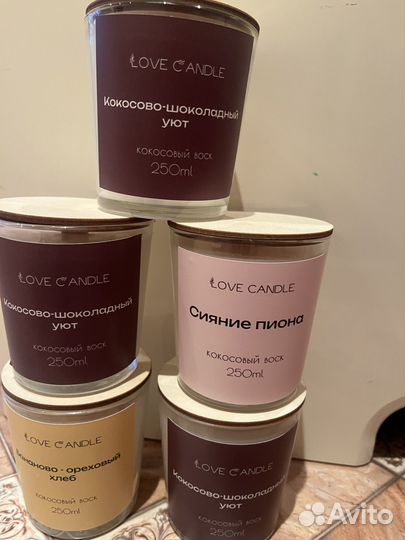 LOVE CANDLE
Кокосово-шоколадный
уют
КОКОСОВЫЙ ВОСК
250ml
LOVE CANDLE
Кокосово-шоколадный
уют
КОКОСОВЫЙ ВОСК
250ml
LOVE CANDLE
Сияние пиона
КОКОСОВЫЙ ВОСК
250ml
LOVE CANDLE
Бананово - ореховый
хлеб
КОКОСОВЫЙ ВОСК
250ml
LOVE CANDLE
Кокосово-шоколадный
уют
КОКОСОВЫЙ ВОСК
250ml
Avito